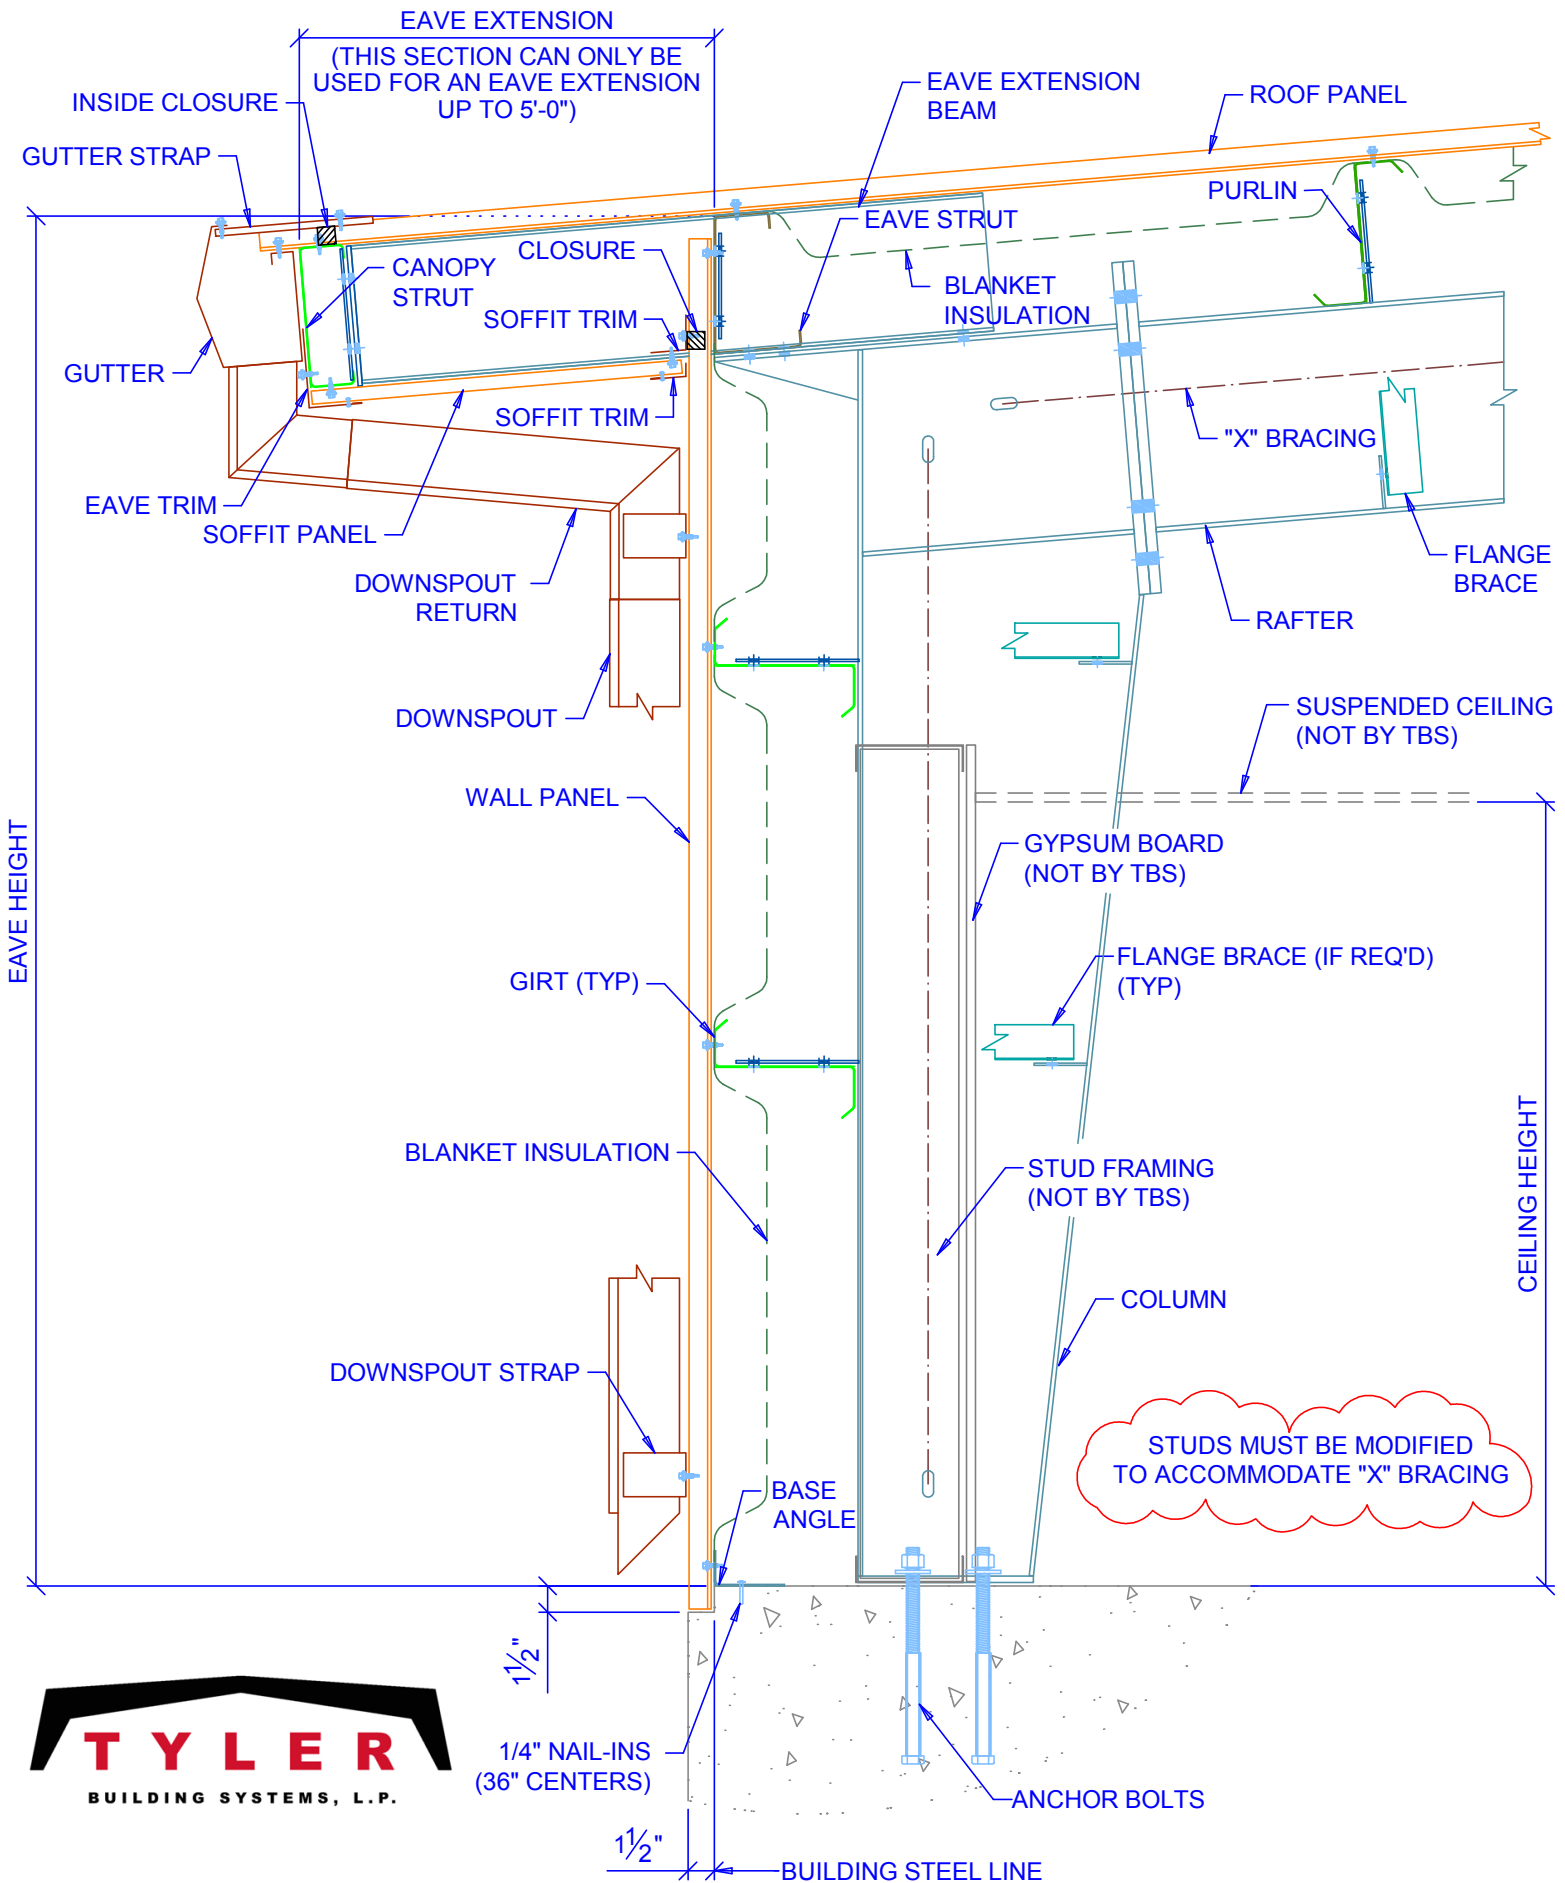 EAVE EXTENSION
(THIS SECTION CAN ONLY BE
USED FOR AN EAVE EXTENSION
UP TO 5'-0")
EAVE EXTENSION
BEAM
ROOF PANEL
INSIDE CLOSURE
GUTTER STRAP
PURLIN
EAVE STRUT
CLOSURE
CANOPY
STRUT
BLANKET
INSULATION
SOFFIT TRIM
GUTTER
SOFFIT TRIM
"X" BRACING
EAVE TRIM
SOFFIT PANEL
FLANGE
BRACE
DOWNSPOUT
RETURN
RAFTER
DOWNSPOUT
SUSPENDED CEILING
(NOT BY TBS)
WALL PANEL
GYPSUM BOARD
(NOT BY TBS)
EAVE HEIGHT
FLANGE BRACE (IF REQ'D)
(TYP)
GIRT (TYP)
BLANKET INSULATION
STUD FRAMING
(NOT BY TBS)
CEILING HEIGHT
COLUMN
DOWNSPOUT STRAP
STUDS MUST BE MODIFIED
TO ACCOMMODATE "X" BRACING
BASE
ANGLE
1½"
TYLER
BUILDING SYSTEMS, L.P.
1/4" NAIL-INS
(36" CENTERS)
ANCHOR BOLTS
1½"
BUILDING STEEL LINE